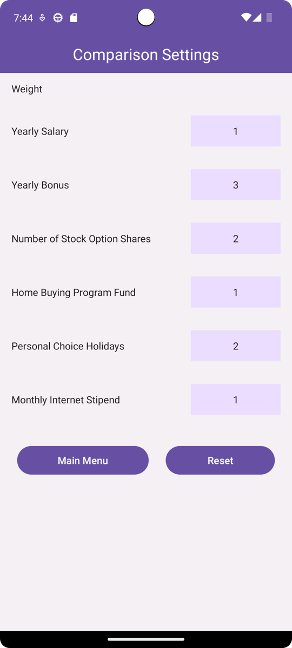 7:44
Comparison Settings
Weight
Yearly Salary 1
Yearly Bonus 3
Number of Stock Option Shares 2
Home Buying Program Fund 1
Personal Choice Holidays 2
Monthly Internet Stipend 1
Main Menu Reset